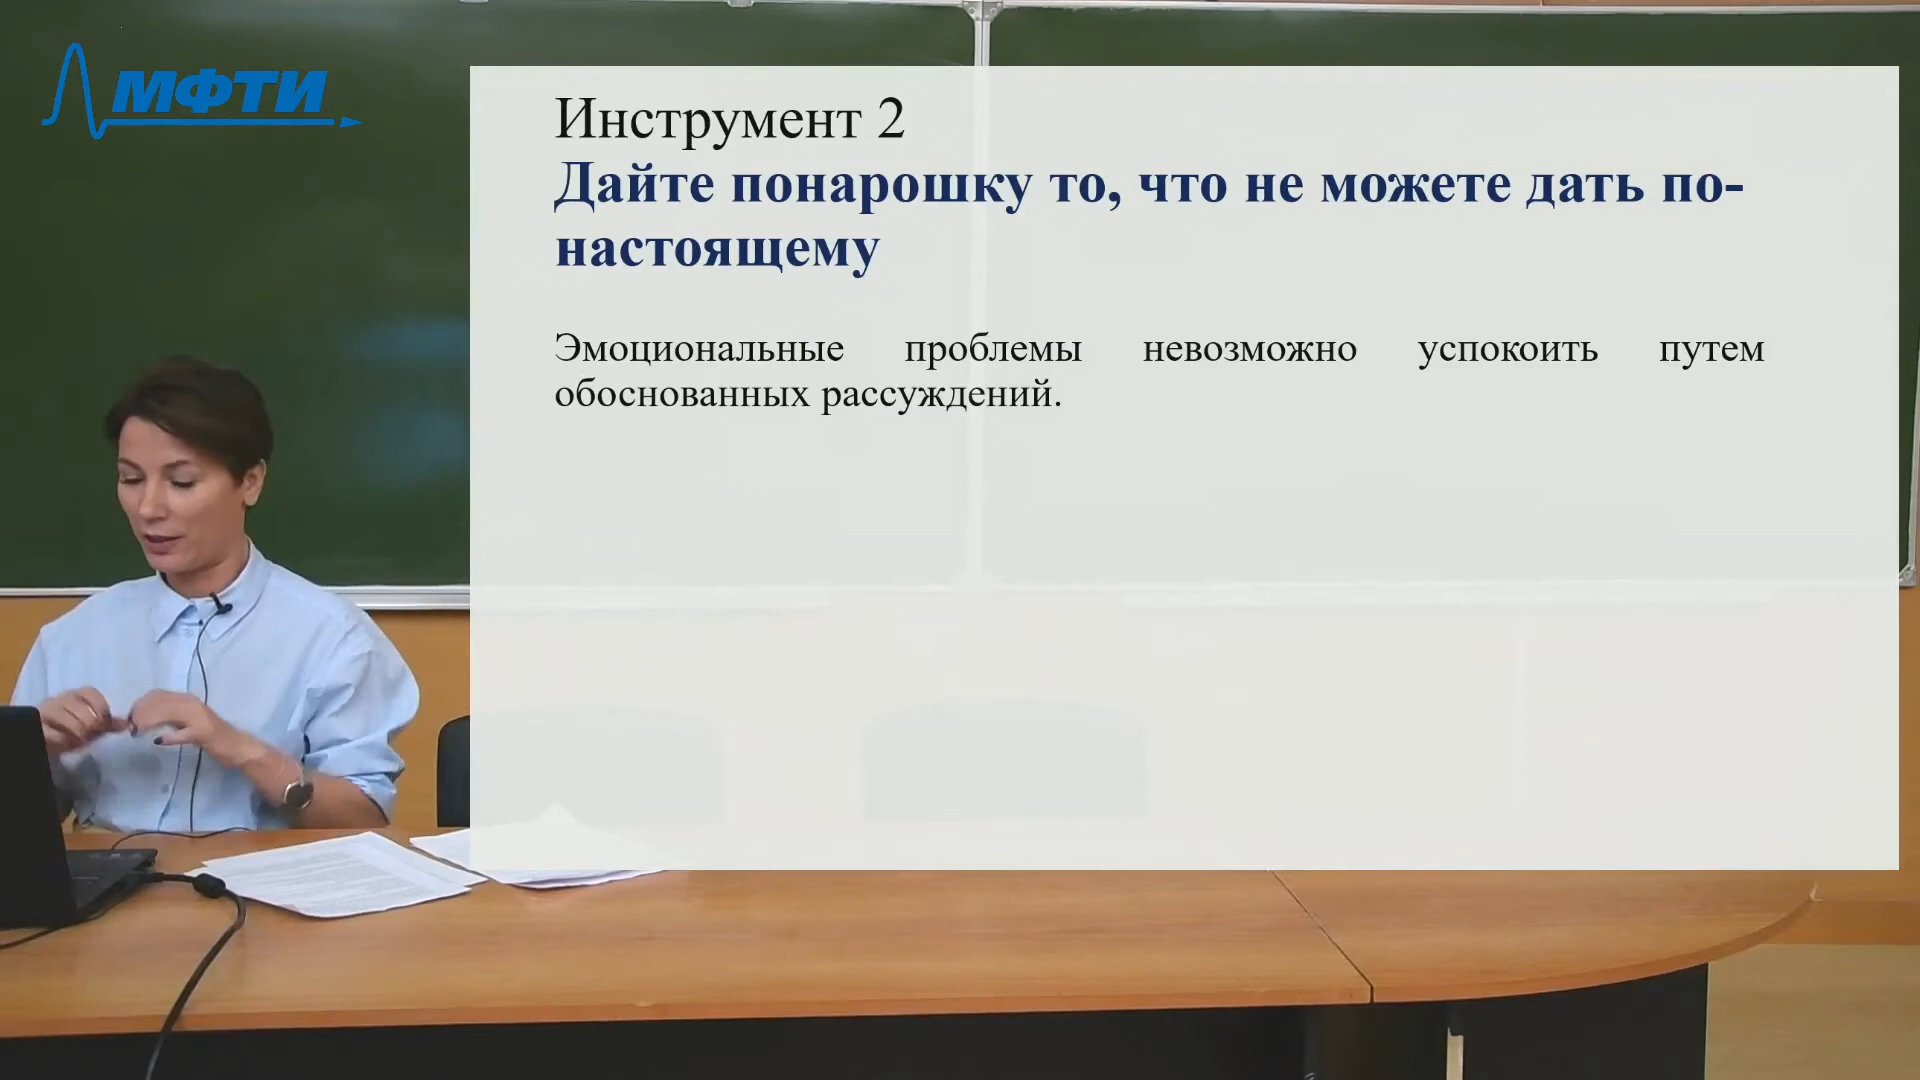 МФТИ
Инструмент 2
Дайте понарошку то, что не можете дать по-
настоящему
Эмоциональные проблемы невозможно успокоить путем
обоснованных рассуждений.